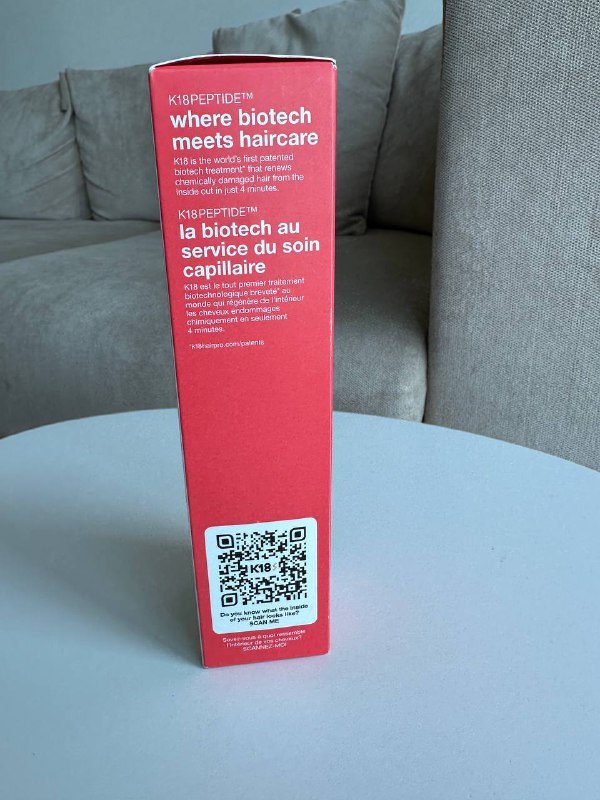 K18PEPTIDE™
where biotech
meets haircare
K18 is the world's first patented
biotech treatment* that renews
chemically damaged hair from the
inside out in just 4 minutes.
K18PEPTIDE™
la biotech au
service du soin
capillaire
K18 est le tout premier traitement
biotechnologique breveté* au
monde qui régénère de l'intérieur
les cheveux endommagés
chimiquement en seulement
4 minutes.
*k18hairpro.com/patents
K18
Do you know what the inside
of your hair looks like?
SCAN ME
Savez-vous à quoi ressemble
l'intérieur de vos cheveux?
SCANNEZ-MOI